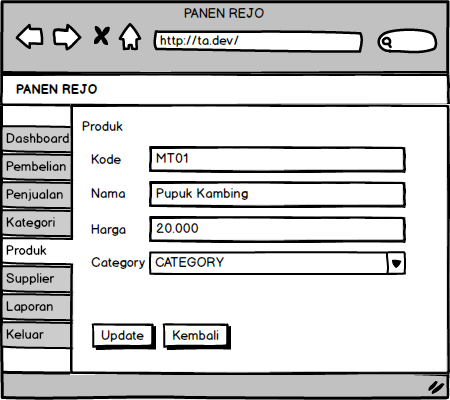 PANEN REJO
http://ta.dev/
PANEN REJO
Dashboard
Pembelian
Penjualan
Kategori
Produk
Supplier
Laporan
Keluar
Produk
Kode MT01
Nama Pupuk Kambing
Harga 20.000
Category CATEGORY
Update Kembali